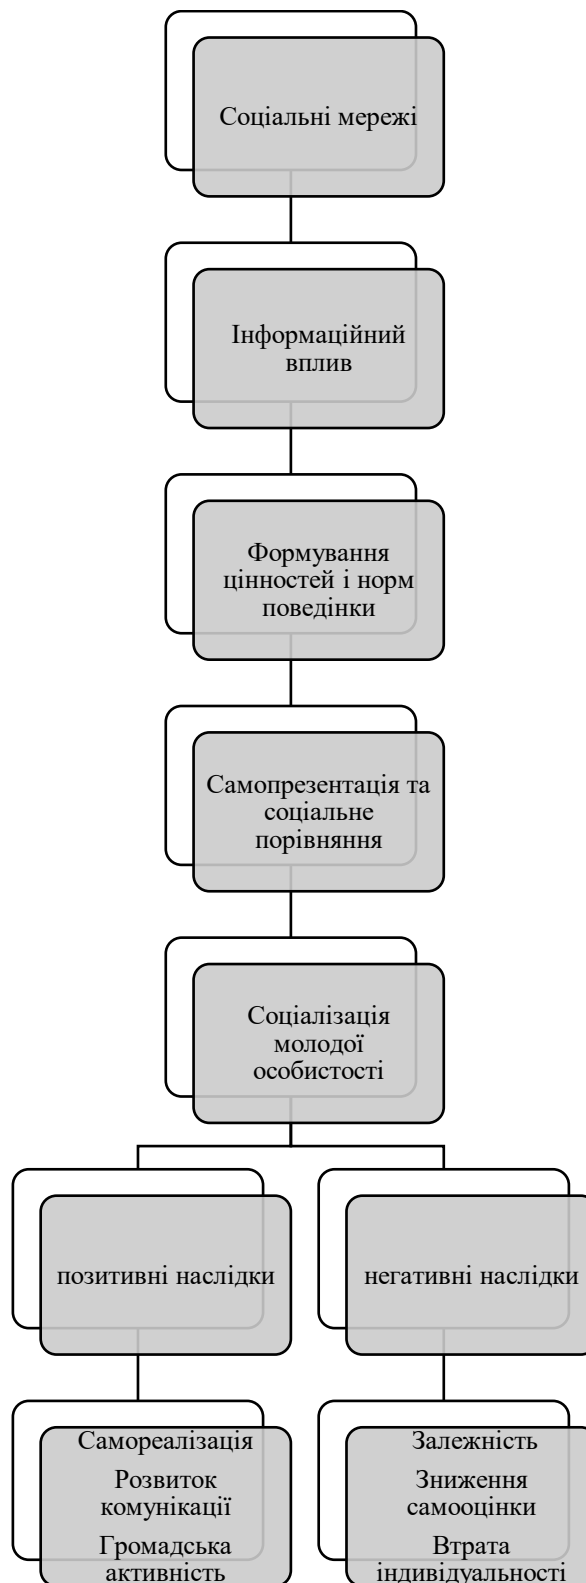 Соціальні мережі
Інформаційний
вплив
Формування
цінностей і норм
поведінки
Самопрезентація та
соціальне
порівняння
Соціалізація
молодої
особистості
позитивні наслідки
негативні наслідки
Самореалізація
Розвиток
комунікації
Громадська
активність
Залежність
Зниження
самооцінки
Втрата
індивідуальності